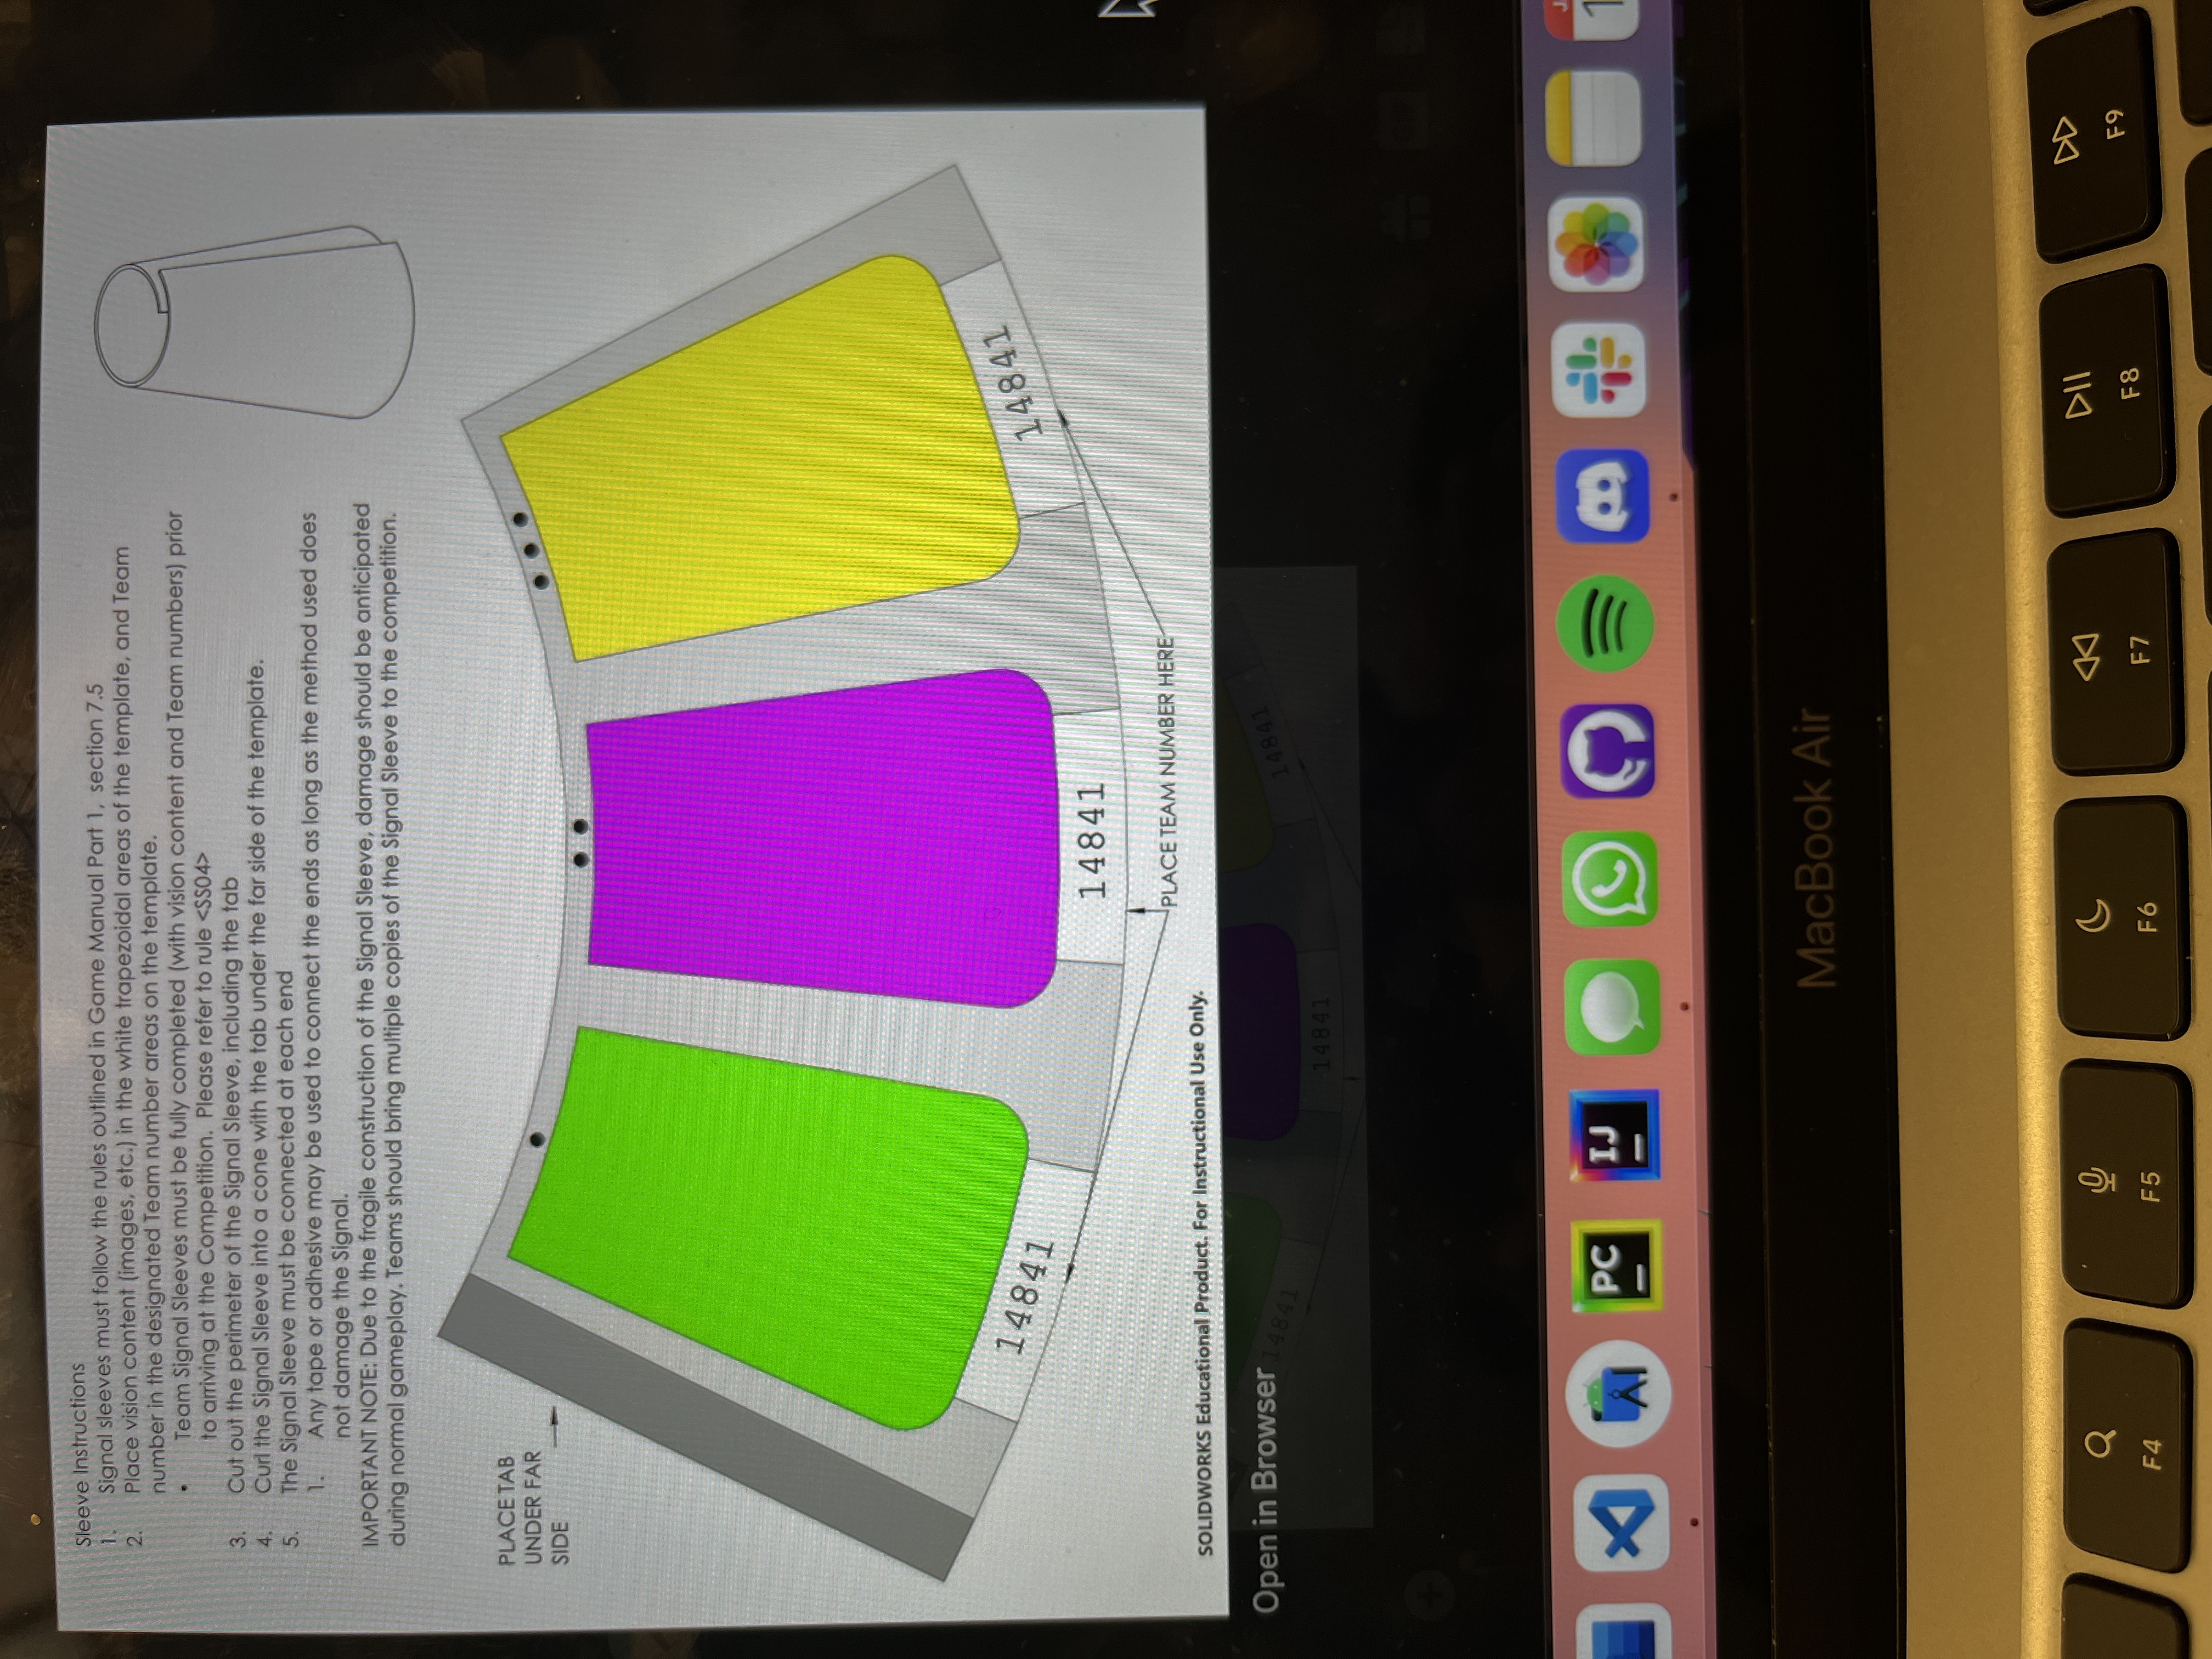 Sleeve Instructions
1. Signal sleeves must follow the rules outlined in Game Manual Part 1, section 7.5
2. Place vision content (images, etc.) in the white trapezoidal areas of the template, and Team
number in the designated Team number areas on the template.
• Team Signal Sleeves must be fully completed (with vision content and Team numbers) prior
to arriving at the Competition. Please refer to rule <SS04>
3. Cut out the perimeter of the Signal Sleeve, including the tab
4. Curl the Signal Sleeve into a cone with the tab under the far side of the template.
5. The Signal Sleeve must be connected at each end
1. Any tape or adhesive may be used to connect the ends as long as the method used does
not damage the Signal.
IMPORTANT NOTE: Due to the fragile construction of the Signal Sleeve, damage should be anticipated
during normal gameplay. Teams should bring multiple copies of the Signal Sleeve to the competition.
PLACE TAB
UNDER FAR
SIDE
14841
14841
14841
PLACE TEAM NUMBER HERE
SOLIDWORKS Educational Product. For Instructional Use Only.
Open in Browser
14841
14841
14841
GIF
PC
IJ
MacBook Air
F4
F5
F6
F7
F8
F9